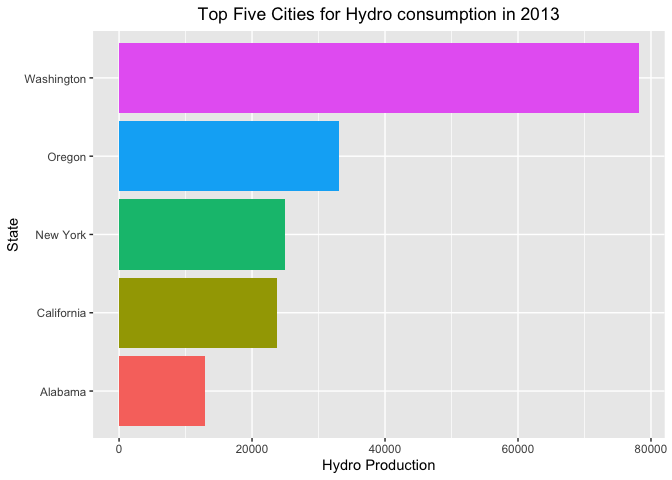 Top Five Cities for Hydro consumption in 2013
State
Washington
Oregon
New York
California
Alabama
0 20000 40000 60000 80000
Hydro Production